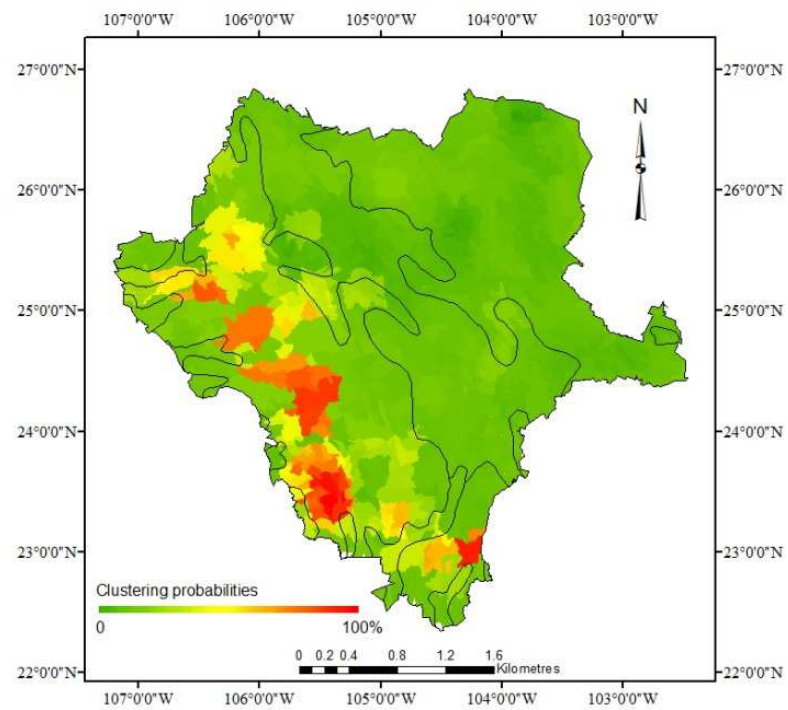 107°0'0"W 106°0'0"W 105°0'0"W 104°0'0"W 103°0'0"W
27°0'0"N 27°0'0"N
N
26°0'0"N 26°0'0"N
25°0'0"N 25°0'0"N
24°0'0"N 24°0'0"N
23°0'0"N 23°0'0"N
Clustering probabilities
0 100%
0 0.2 0.4 0.8 1.2 1.6
Kilometres
22°0'0"N 22°0'0"N
107°0'0"W 106°0'0"W 105°0'0"W 104°0'0"W 103°0'0"W